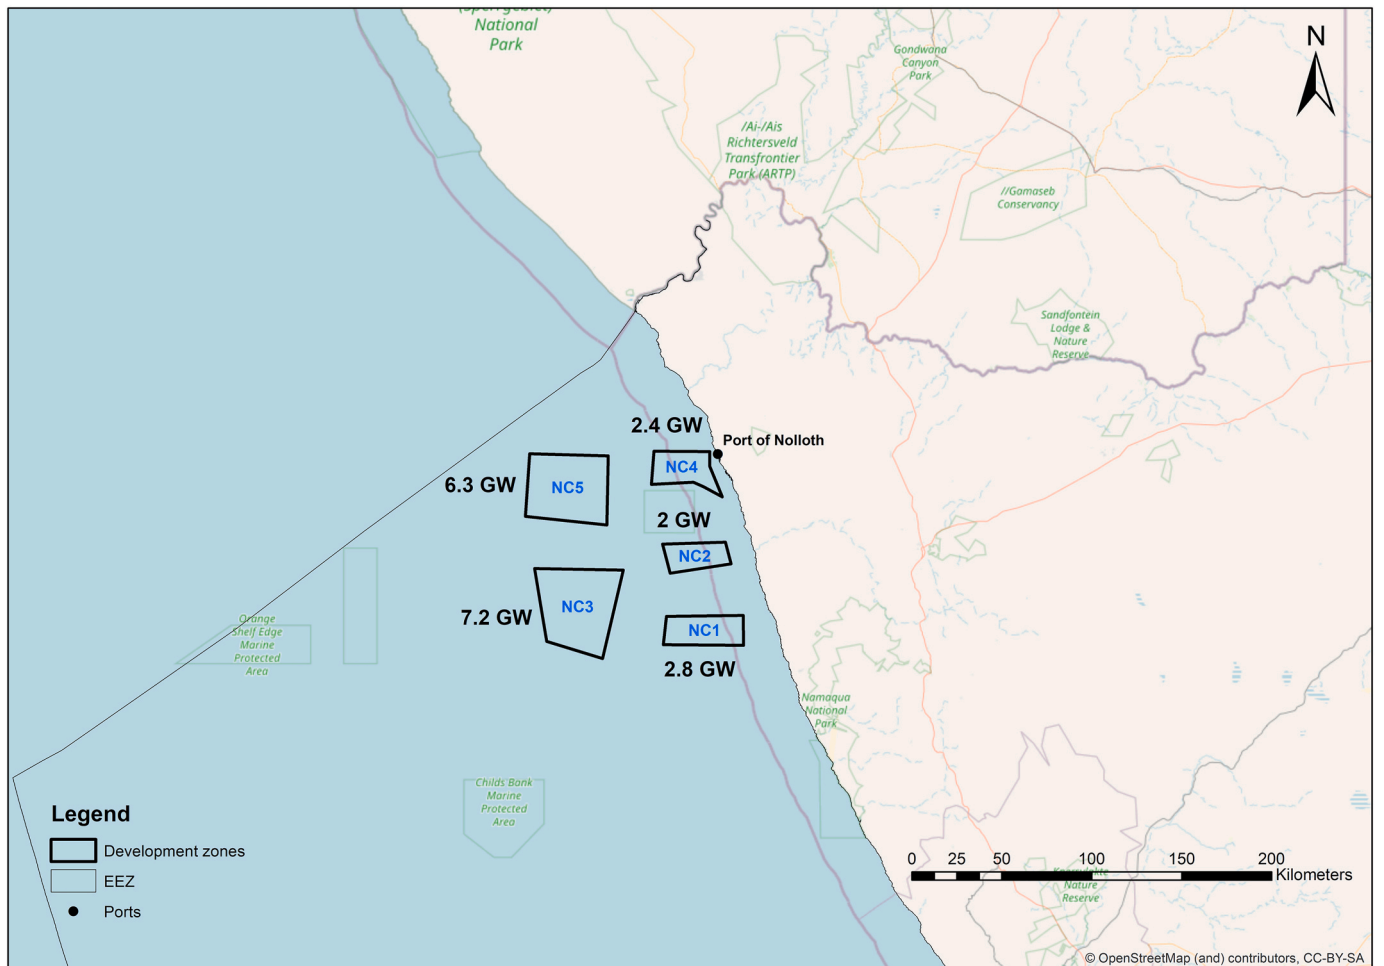 (Sperrgebiet)
National
Park
Gondwana
Canyon
Park
N
/Ai-/Ais
Richtersveld
Transfrontier
Park (ARTP)
//Gamaseb
Conservancy
Sandfontein
Lodge &
Nature
Reserve
2.4 GW
Port of Nolloth
NC4
6.3 GW
NC5
2 GW
NC2
7.2 GW
NC3
NC1
2.8 GW
Orange
Shelf Edge
Marine
Protected
Area
Namaqua
National
Park
Childs Bank
Marine
Protected
Area
Legend
Development zones
EEZ
Ports
0 25 50 100 150 200
Kilometers
Nature
Reserve
© OpenStreetMap (and) contributors, CC-BY-SA